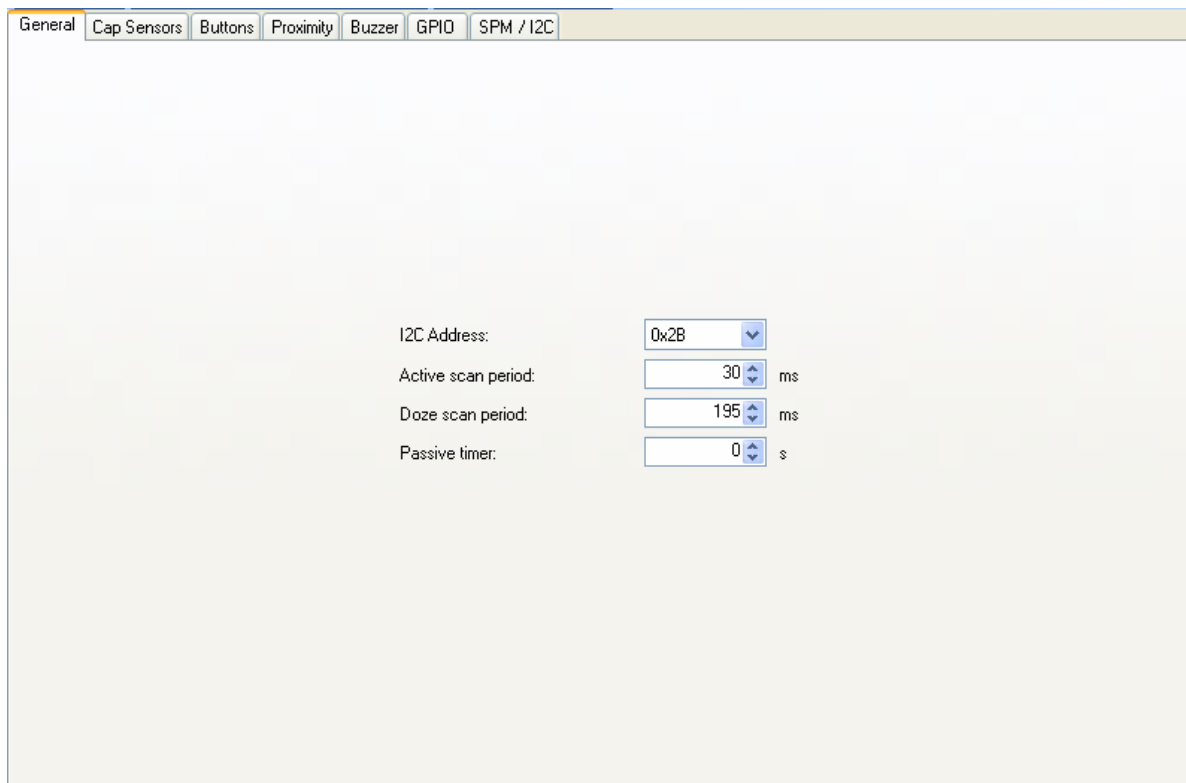 General Cap Sensors Buttons Proximity Buzzer GPIO SPM / I2C
I2C Address: 0x2B
Active scan period: 30 ms
Doze scan period: 195 ms
Passive timer: 0 s